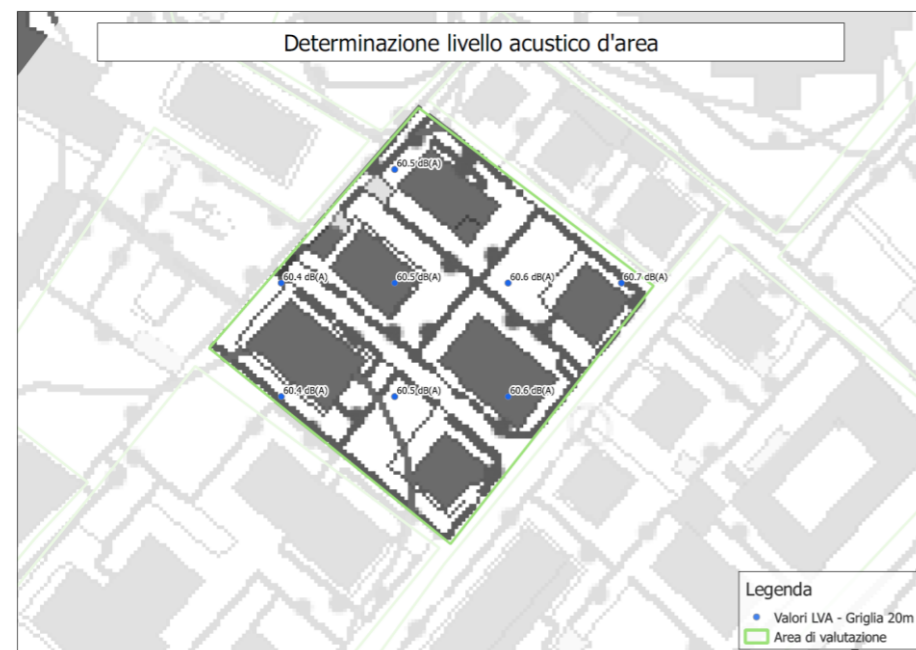 Determinazione livello acustico d'area
60.5 dB(A)
60.4 dB(A)
60.5 dB(A)
60.6 dB(A)
60.7 dB(A)
60.4 dB(A)
60.5 dB(A)
60.6 dB(A)
Legenda
Valori LVA - Griglia 20m
Area di valutazione